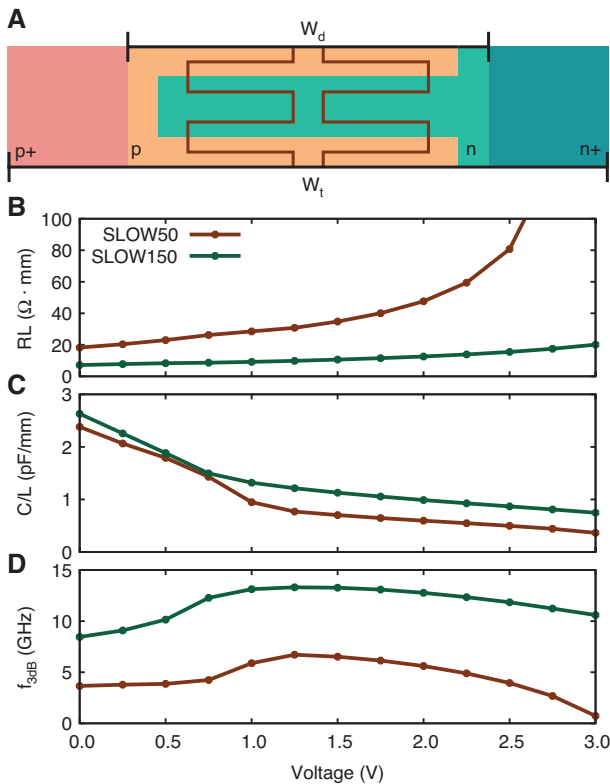 A
W_d
p+ p n n+
W_t
B
100
80
60
40
20
0
RL (Ω · mm)
SLOW50
SLOW150
C
3
2
1
0
C/L (pF/mm)
D
15
10
5
0
f_3dB (GHz)
0.0 0.5 1.0 1.5 2.0 2.5 3.0
Voltage (V)